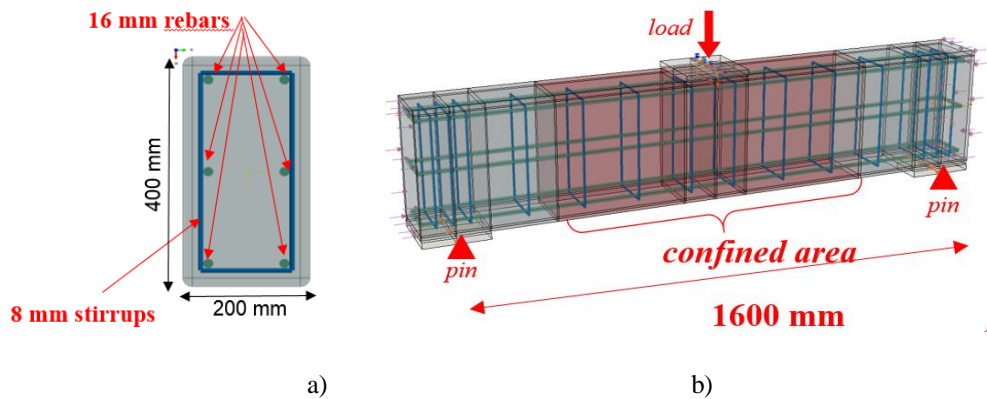 16 mm rebars
400 mm
200 mm
8 mm stirrups
load
pin
pin
confined area
1600 mm
a)
b)